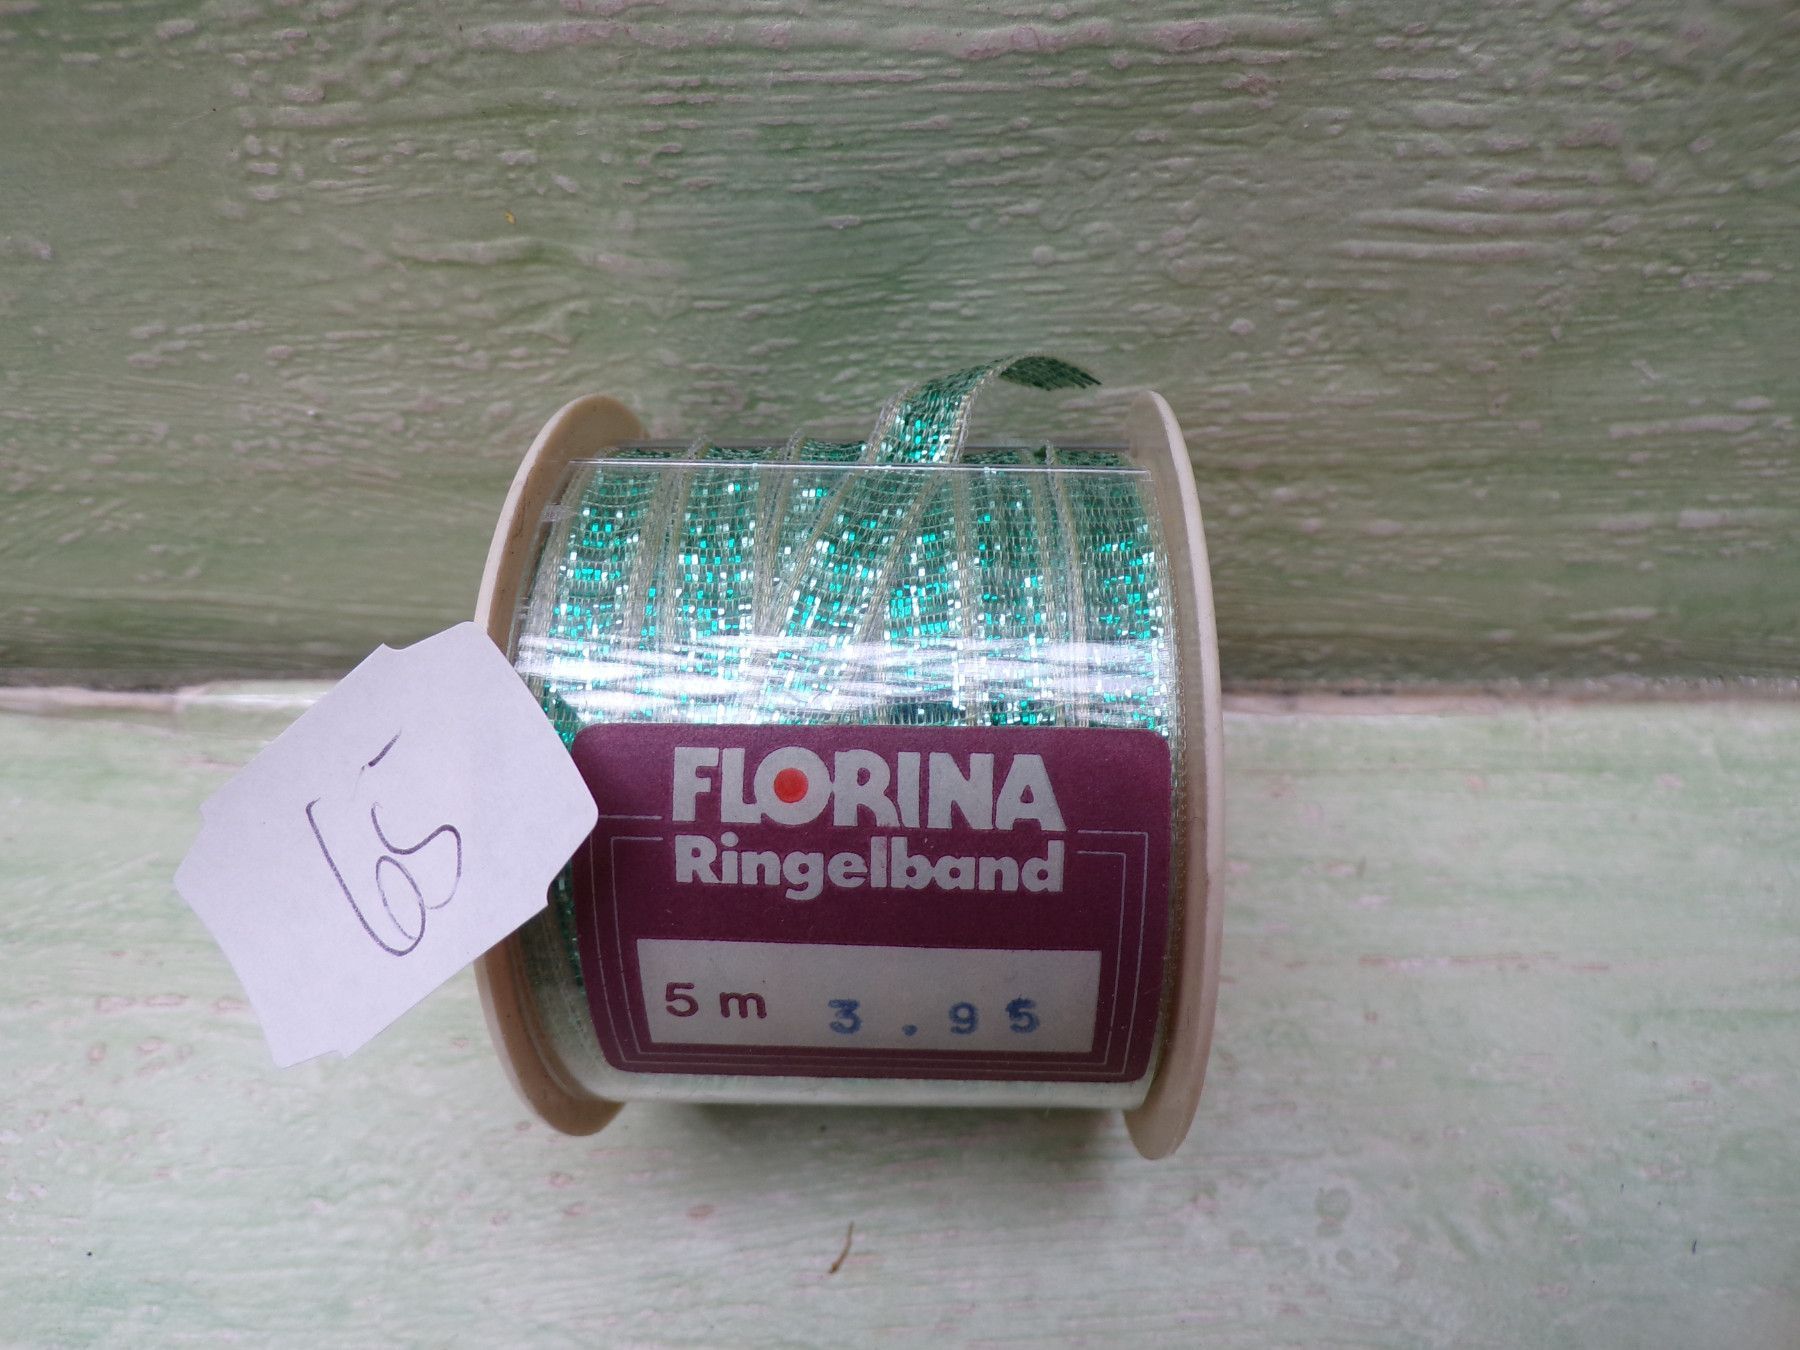 65-
FLORINA
Ringelband
5 m 3.95